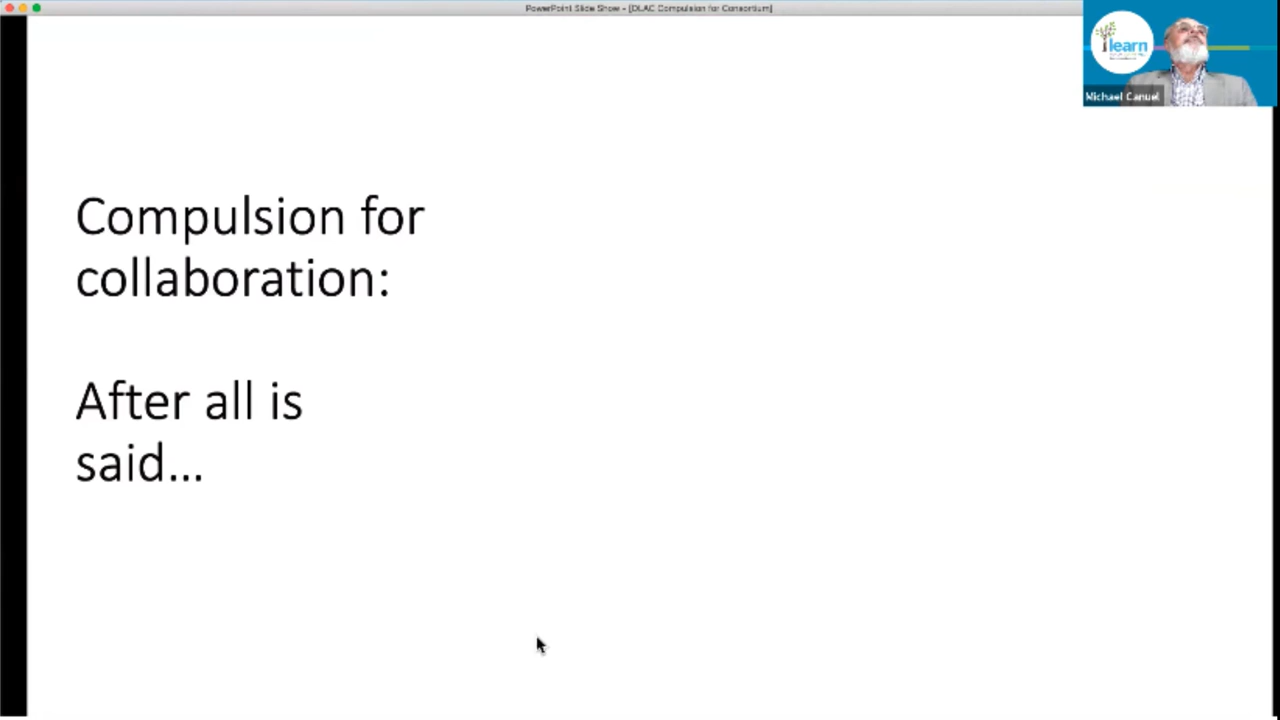 PowerPoint Slide Show - [DLAC Compulsion for Consortium]
learn
Michael Canuel
Compulsion for
collaboration:
After all is
said...